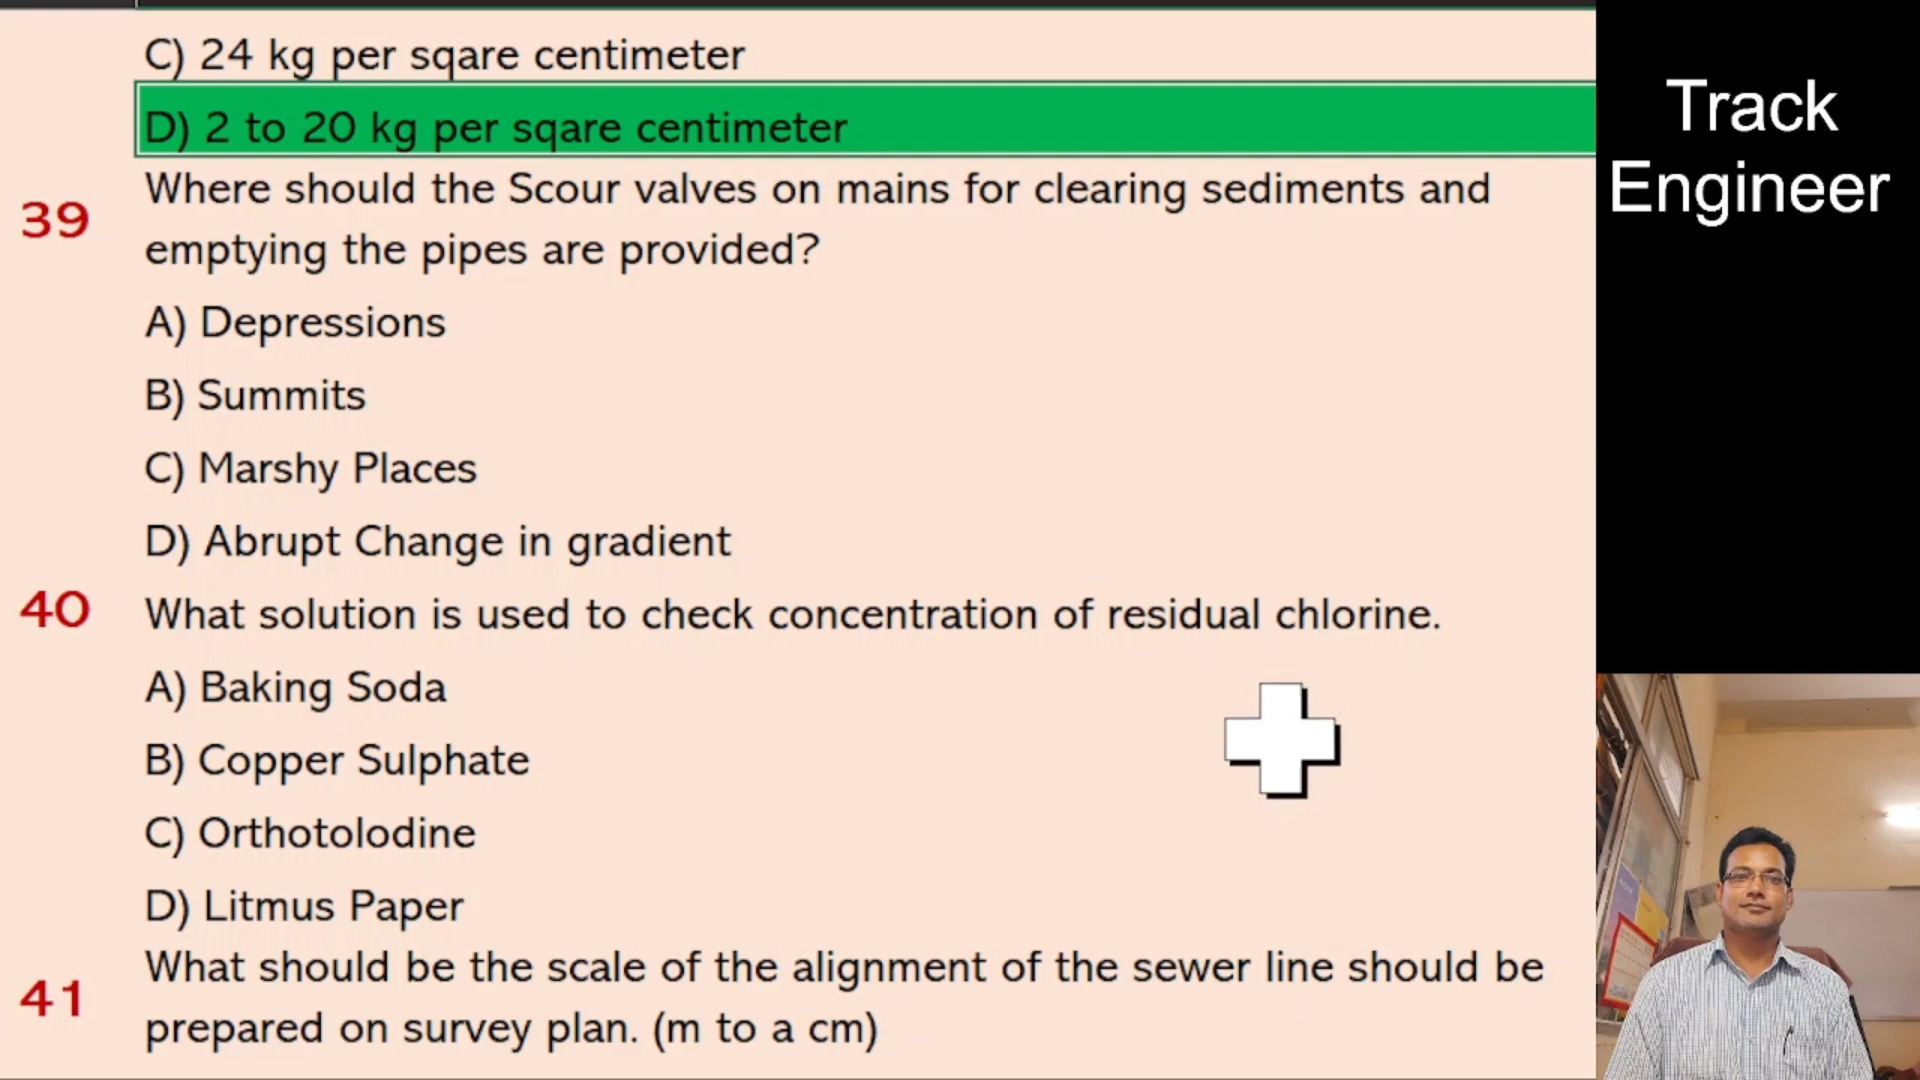 C) 24 kg per sqare centimeter
D) 2 to 20 kg per sqare centimeter
39
Where should the Scour valves on mains for clearing sediments and
emptying the pipes are provided?
A) Depressions
B) Summits
C) Marshy Places
D) Abrupt Change in gradient
40
What solution is used to check concentration of residual chlorine.
A) Baking Soda
B) Copper Sulphate
C) Orthotolodine
D) Litmus Paper
41
What should be the scale of the alignment of the sewer line should be
prepared on survey plan. (m to a cm)
Track
Engineer